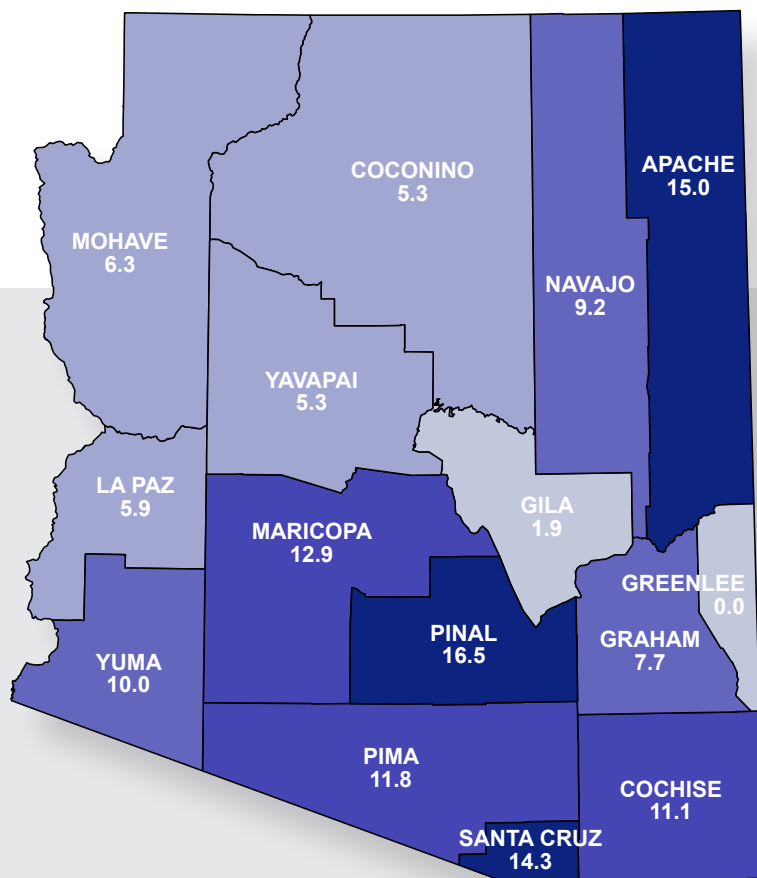 COCONINO
5.3
APACHE
15.0
MOHAVE
6.3
NAVAJO
9.2
YAVAPAI
5.3
LA PAZ
5.9
GILA
1.9
MARICOPA
12.9
GREENLEE
0.0
PINAL
16.5
GRAHAM
7.7
YUMA
10.0
PIMA
11.8
COCHISE
11.1
SANTA CRUZ
14.3